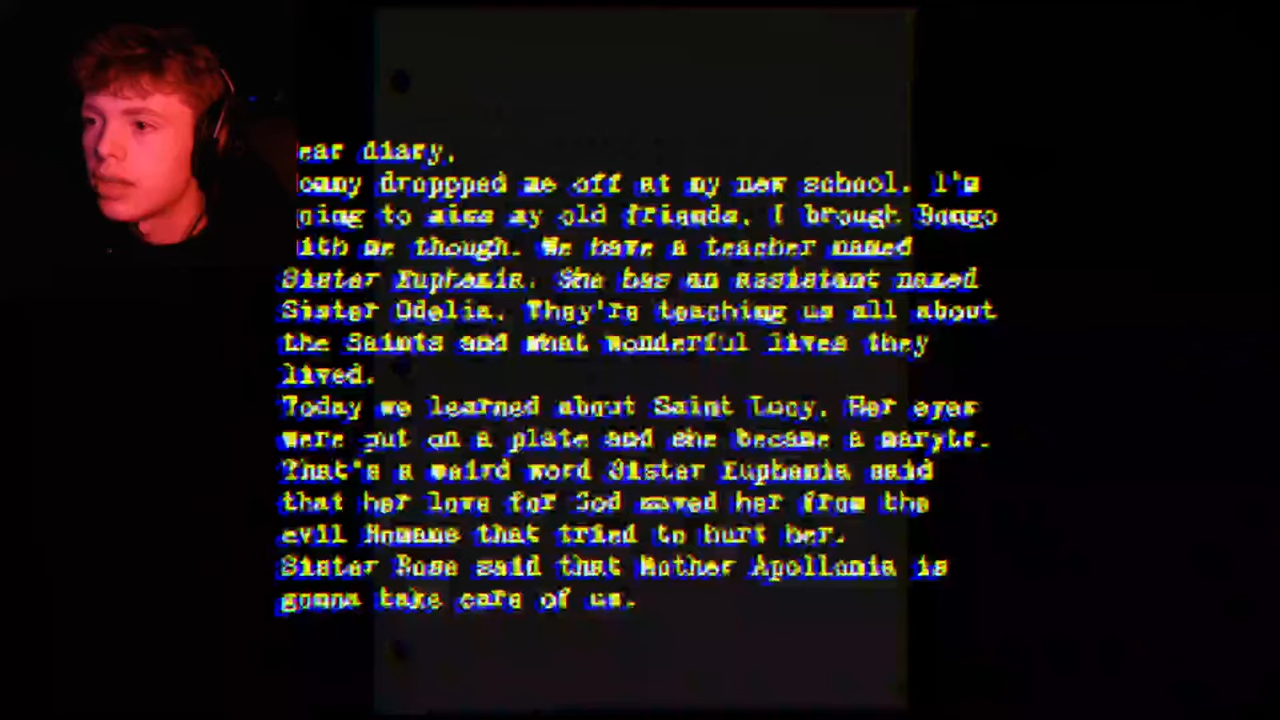 ear diary,
ommy droppped me off at my new school. I'm
oing to miss my old friends. I brough Bongo
ith me though. We have a teacher named
Sister Euphemia. She has an assistant named
Sister Odelia. They're teaching us all about
the Saints and what wonderful lives they
lived.
Today we learned about Saint Lucy. Her eyes
were put on a plate and she became a marytr.
That's a weird word Sister Euphemia said
that her love for God saved her from the
evil Romans that tried to hurt her.
Sister Rose said that Mother Apollonia is
gonna take care of us.